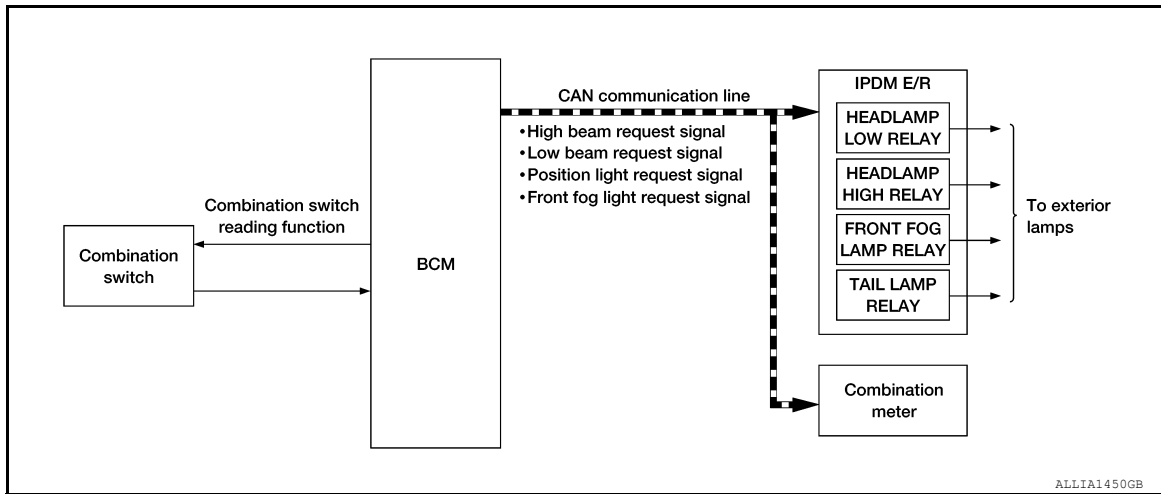 CAN communication line
•High beam request signal
•Low beam request signal
•Position light request signal
•Front fog light request signal
Combination switch
reading function
Combination
switch
BCM
IPDM E/R
HEADLAMP
LOW RELAY
HEADLAMP
HIGH RELAY
FRONT FOG
LAMP RELAY
TAIL LAMP
RELAY
To exterior
lamps
Combination
meter
ALLIA1450GB